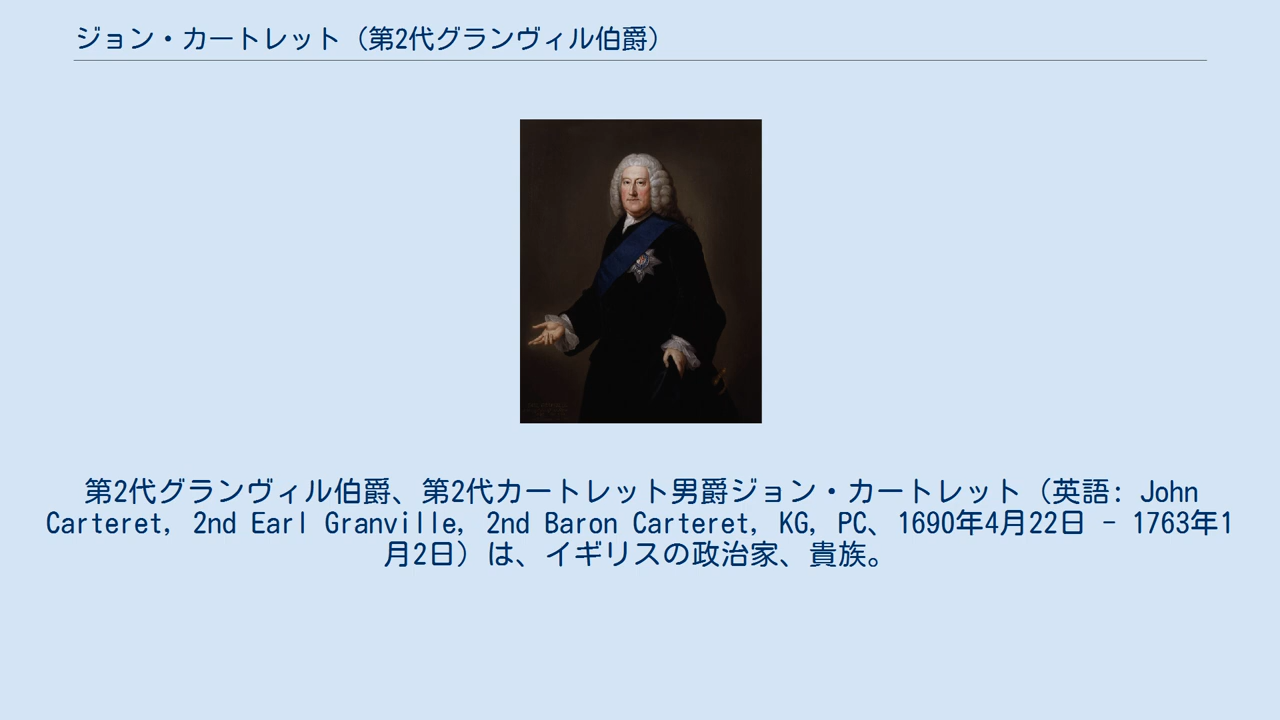 ジョン・カートレット（第2代グランヴィル伯爵）
第2代グランヴィル伯爵、第2代カートレット男爵ジョン・カートレット（英語: John
Carteret, 2nd Earl Granville, 2nd Baron Carteret, KG, PC、1690年4月22日 - 1763年1
月2日）は、イギリスの政治家、貴族。